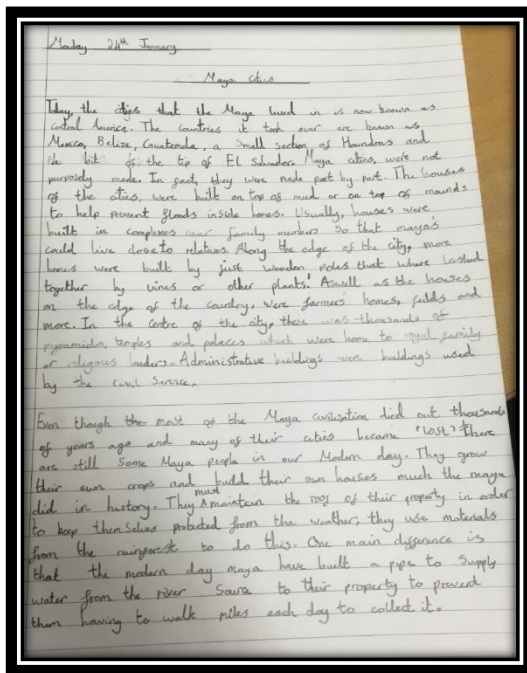 Monday 24th January
Maya cities
Today, the cities that the Maya lived in is now known as
central America. The countries it took over are known as
Mexico, Belize, Guatemala, a small section of Houndras and
the bit of the tip of El Salvador. Maya cities, were not
purposly made. In fact, they were made part by part. The houses
of the cities, were built on top of mud or on top of mounds
to help prevent floods inside homes. Usually, houses were
built in complexes near family members so that maya's
could live close to relatives. Along the edge of the city, more
homes were built by just wooden poles that where lashed
together by vines or other plants! Aswell as the houses
on the edge of the country, were farmers' homes, fields and
more. In the centre of the city, there was thousands of
pyramids, temples and palaces which were home to royal family
or religous leaders. Administrative buildings were buildings used
by the civil service.
Even though the most of the Maya civilisation died out thousands
of years ago and many of their cities became "lost" there
are still some Maya people in our Modern day. They grow
their own crops and build their own houses much the maya
did in history. They must maintain the roof of their property in order
to keep themselves protected from the weather, they use materials
from the rainforest to do this. One main difference is
that the modern day maya have built a pipe to supply
water from the river source to their property to prevent
them having to walk miles each day to collect it.